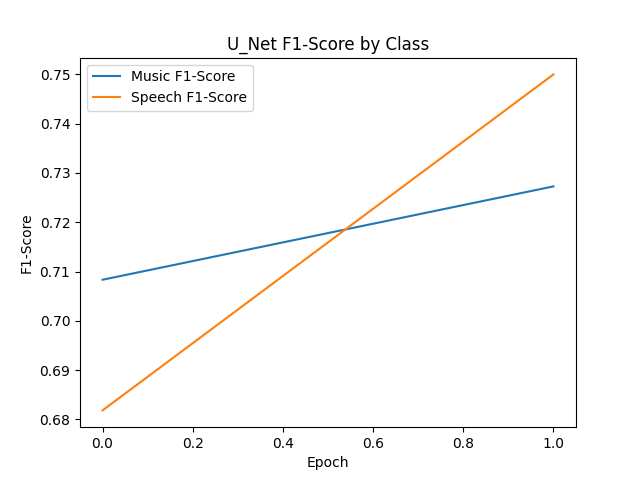 U_Net F1-Score by Class
Music F1-Score
Speech F1-Score
F1-Score
0.75
0.74
0.73
0.72
0.71
0.70
0.69
0.68
0.0 0.2 0.4 0.6 0.8 1.0
Epoch